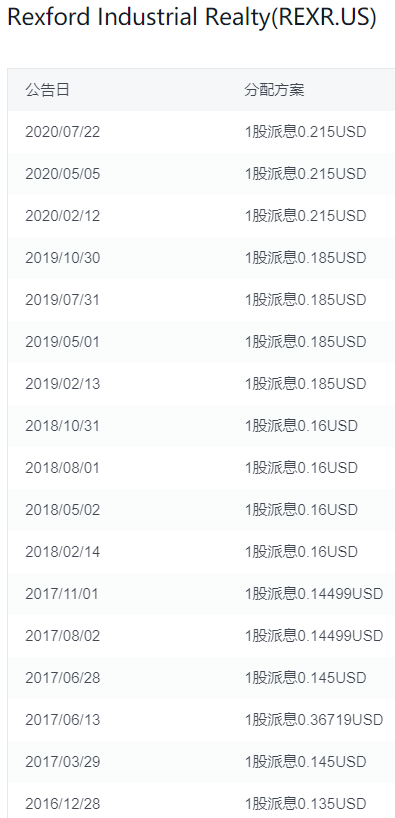 Rexford Industrial Realty(REXR.US)
公告日 分配方案
2020/07/22 1股派息0.215USD
2020/05/05 1股派息0.215USD
2020/02/12 1股派息0.215USD
2019/10/30 1股派息0.185USD
2019/07/31 1股派息0.185USD
2019/05/01 1股派息0.185USD
2019/02/13 1股派息0.185USD
2018/10/31 1股派息0.16USD
2018/08/01 1股派息0.16USD
2018/05/02 1股派息0.16USD
2018/02/14 1股派息0.16USD
2017/11/01 1股派息0.14499USD
2017/08/02 1股派息0.14499USD
2017/06/28 1股派息0.145USD
2017/06/13 1股派息0.36719USD
2017/03/29 1股派息0.145USD
2016/12/28 1股派息0.135USD